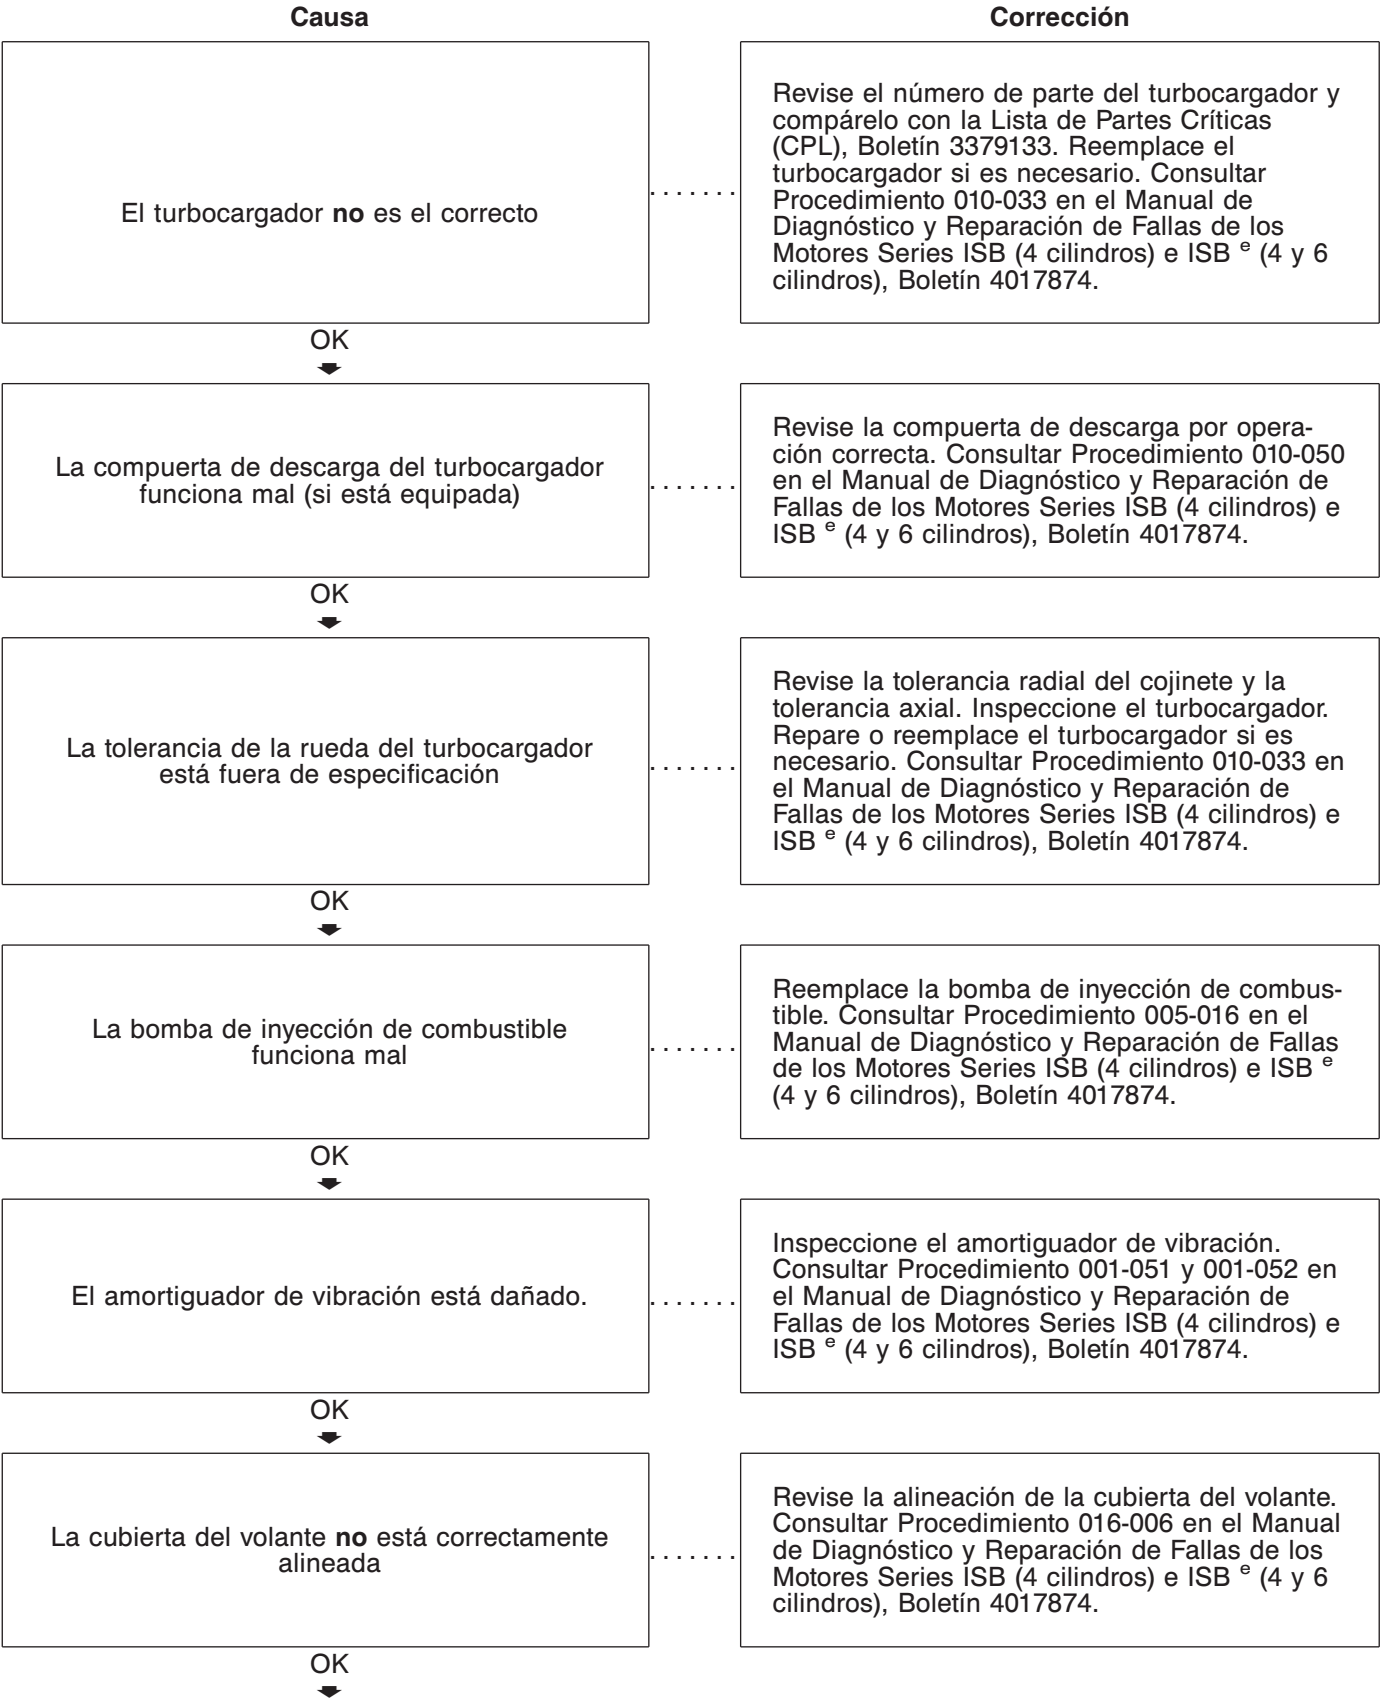 Causa
Corrección
El turbocargador no es el correcto
.......
Revise el número de parte del turbocargador y
compárelo con la Lista de Partes Críticas
(CPL), Boletín 3379133. Reemplace el
turbocargador si es necesario. Consultar
Procedimiento 010-033 en el Manual de
Diagnóstico y Reparación de Fallas de los
Motores Series ISB (4 cilindros) e ISB e (4 y 6
cilindros), Boletín 4017874.
OK
La compuerta de descarga del turbocargador
funciona mal (si está equipada)
.......
Revise la compuerta de descarga por opera-
ción correcta. Consultar Procedimiento 010-050
en el Manual de Diagnóstico y Reparación de
Fallas de los Motores Series ISB (4 cilindros) e
ISB e (4 y 6 cilindros), Boletín 4017874.
OK
La tolerancia de la rueda del turbocargador
está fuera de especificación
.......
Revise la tolerancia radial del cojinete y la
tolerancia axial. Inspeccione el turbocargador.
Repare o reemplace el turbocargador si es
necesario. Consultar Procedimiento 010-033 en
el Manual de Diagnóstico y Reparación de
Fallas de los Motores Series ISB (4 cilindros) e
ISB e (4 y 6 cilindros), Boletín 4017874.
OK
La bomba de inyección de combustible
funciona mal
.......
Reemplace la bomba de inyección de combus-
tible. Consultar Procedimiento 005-016 en el
Manual de Diagnóstico y Reparación de Fallas
de los Motores Series ISB (4 cilindros) e ISB e
(4 y 6 cilindros), Boletín 4017874.
OK
El amortiguador de vibración está dañado.
.......
Inspeccione el amortiguador de vibración.
Consultar Procedimiento 001-051 y 001-052 en
el Manual de Diagnóstico y Reparación de
Fallas de los Motores Series ISB (4 cilindros) e
ISB e (4 y 6 cilindros), Boletín 4017874.
OK
La cubierta del volante no está correctamente
alineada
.......
Revise la alineación de la cubierta del volante.
Consultar Procedimiento 016-006 en el Manual
de Diagnóstico y Reparación de Fallas de los
Motores Series ISB (4 cilindros) e ISB e (4 y 6
cilindros), Boletín 4017874.
OK